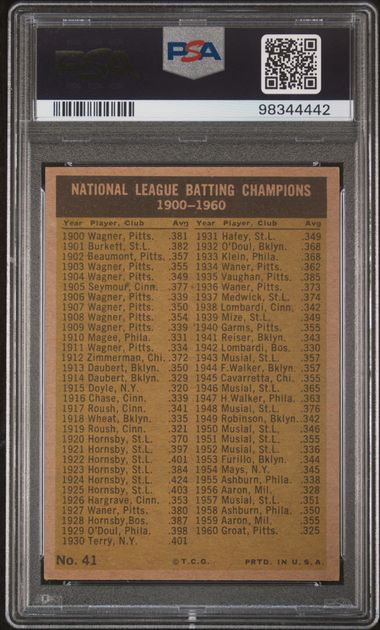 PSA
PSA
98344442
NATIONAL LEAGUE BATTING CHAMPIONS
1900—1960
Year Player, Club Avg
1900 Wagner, Pitts. .381
1901 Burkett, St.L. .382
1902 Beaumont, Pitts. .357
1903 Wagner, Pitts. .355
1904 Wagner, Pitts. .349
1905 Seymour, Cinn. .377
1906 Wagner, Pitts. .339
1907 Wagner, Pitts. .350
1908 Wagner, Pitts. .354
1909 Wagner, Pitts. .339
1910 Magee, Phila. .331
1911 Wagner, Pitts. .334
1912 Zimmerman, Chi. .372
1913 Daubert, Bklyn. .350
1914 Daubert, Bklyn. .329
1915 Doyle, N.Y. .320
1916 Chase, Cinn. .339
1917 Roush, Cinn. .341
1918 Wheat, Bklyn. .335
1919 Roush, Cinn. .321
1920 Hornsby, St.L. .370
1921 Hornsby, St.L. .397
1922 Hornsby, St.L. .401
1923 Hornsby, St.L. .384
1924 Hornsby, St.L. .424
1925 Hornsby, St.L. .403
1926 Hargrave, Cinn. .353
1927 Waner, Pitts. .380
1928 Hornsby, Bos. .387
1929 O'Doul, Phila. .398
1930 Terry, N.Y. .401
Year Player, Club Avg
1931 Hafey, St.L. .349
1932 O'Doul, Bklyn. .368
1933 Klein, Phila. .368
1934 Waner, Pitts. .362
1935 Vaughan, Pitts. .385
1936 Waner, Pitts. .373
1937 Medwick, St.L. .374
1938 Lombardi, Cinn. .342
1939 Mize, St.L. .349
1940 Garms, Pitts. .355
1941 Reiser, Bklyn. .343
1942 Lombardi, Bos. .330
1943 Musial, St.L. .357
1944 F.Walker, Bklyn. .357
1945 Cavarretta, Chi. .355
1946 Musial, St.L. .365
1947 H.Walker, Phila. .363
1948 Musial, St.L. .376
1949 Robinson, Bklyn. .342
1950 Musial, St.L. .346
1951 Musial, St.L. .355
1952 Musial, St.L. .336
1953 Furillo, Bklyn. .344
1954 Mays, N.Y. .345
1955 Ashburn, Phila. .338
1956 Aaron, Mil. .328
1957 Musial, St.L. .351
1958 Ashburn, Phila. .350
1959 Aaron, Mil. .355
1960 Groat, Pitts. .325
No. 41 ©T.C.G. PRTD. IN U.S.A.